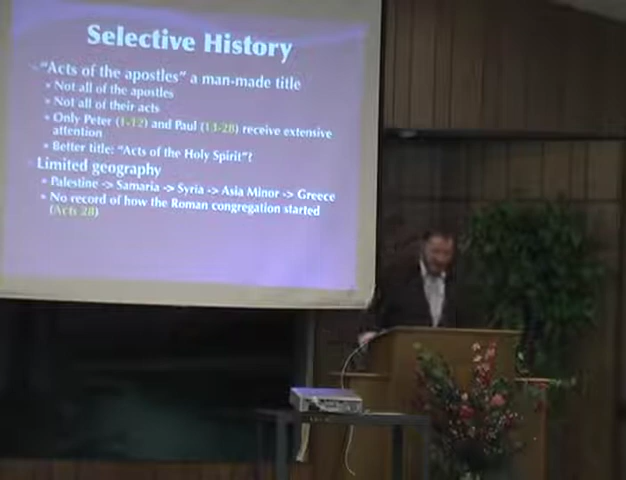 Selective History
"Acts of the apostles" a man-made title
Not all of the apostles
Not all of their acts
Only Peter (1-12) and Paul (13-28) receive extensive
attention
Better title: "Acts of the Holy Spirit"?
Limited geography
Palestine -> Samaria -> Syria -> Asia Minor -> Greece
No record of how the Roman congregation started
(Acts 28)